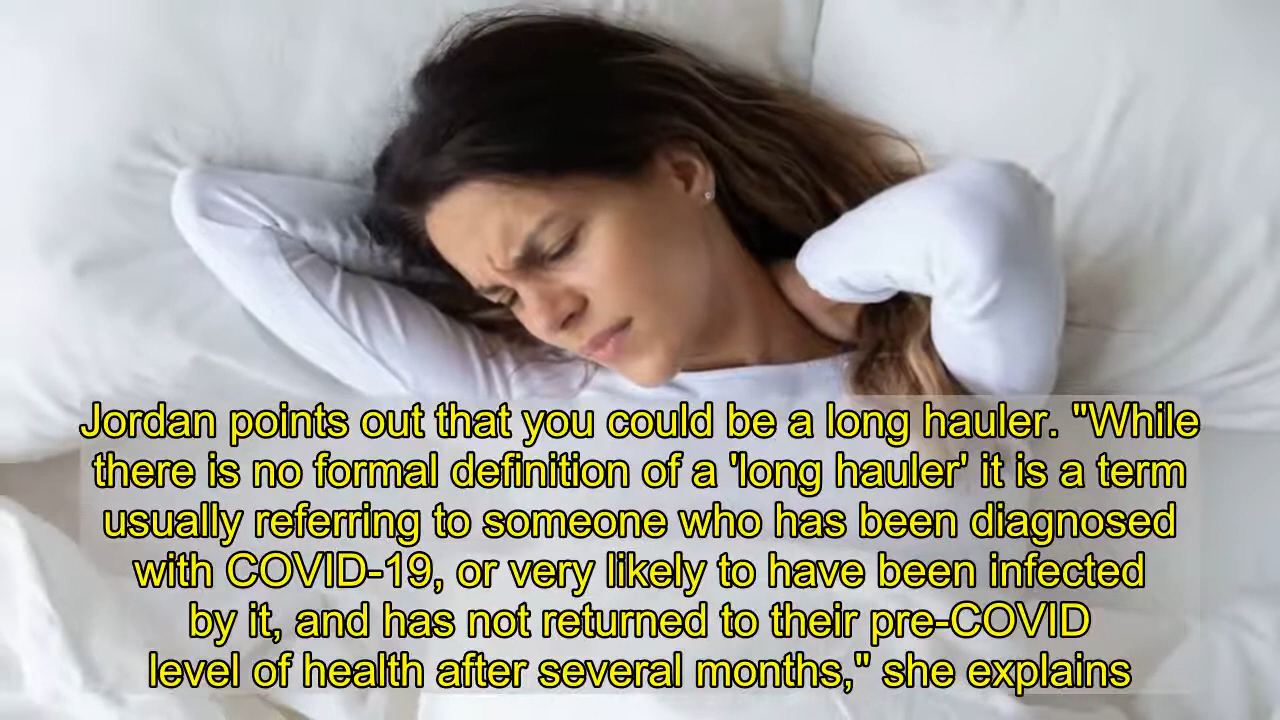 Jordan points out that you could be a long hauler. "While
there is no formal definition of a 'long hauler' it is a term
usually referring to someone who has been diagnosed
with COVID-19, or very likely to have been infected
by it, and has not returned to their pre-COVID
level of health after several months," she explains